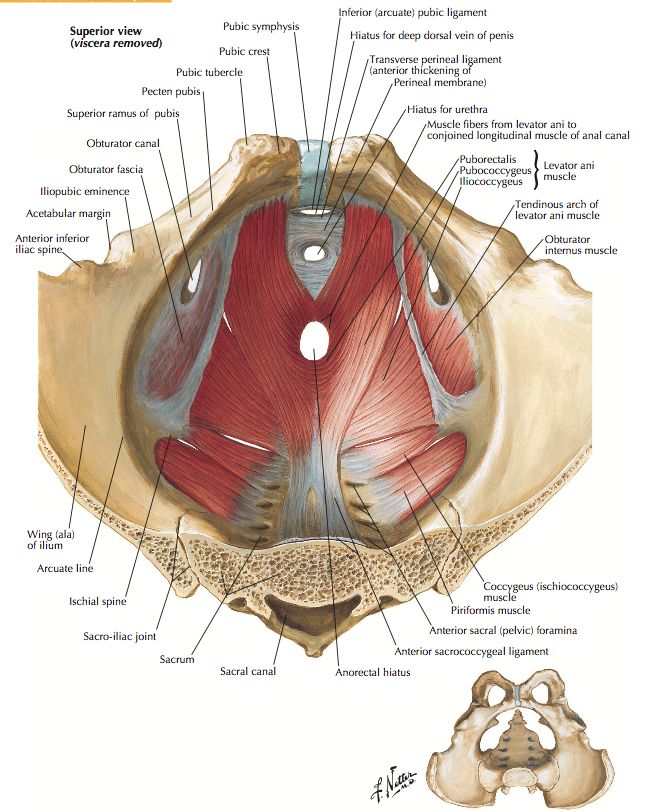 Superior view
(viscera removed)
Pubic symphysis
Pubic crest
Pubic tubercle
Pecten pubis
Superior ramus of pubis
Obturator canal
Obturator fascia
Iliopubic eminence
Acetabular margin
Anterior inferior
iliac spine
Inferior (arcuate) pubic ligament
Hiatus for deep dorsal vein of penis
Transverse perineal ligament
(anterior thickening of
Perineal membrane)
Hiatus for urethra
Muscle fibers from levator ani to
conjoined longitudinal muscle of anal canal
Puborectalis
Pubococcygeus
Iliococcygeus
Levator ani
muscle
Tendinous arch of
levator ani muscle
Obturator
internus muscle
Wing (ala)
of ilium
Arcuate line
Ischial spine
Sacro-iliac joint
Sacrum
Sacral canal
Anorectal hiatus
Anterior sacrococcygeal ligament
Anterior sacral (pelvic) foramina
Piriformis muscle
Coccygeus (ischiococcygeus)
muscle
F. Netter
M.D.